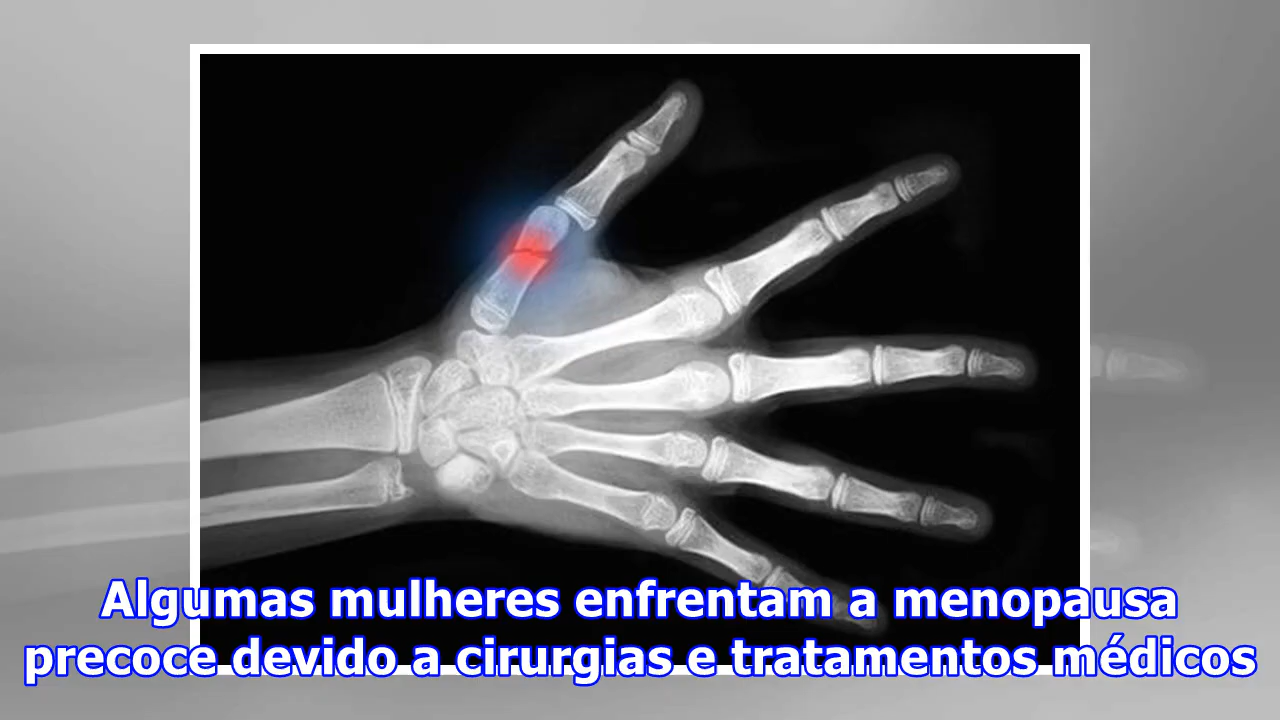 Algumas mulheres enfrentam a menopausa
precoce devido a cirurgias e tratamentos médicos